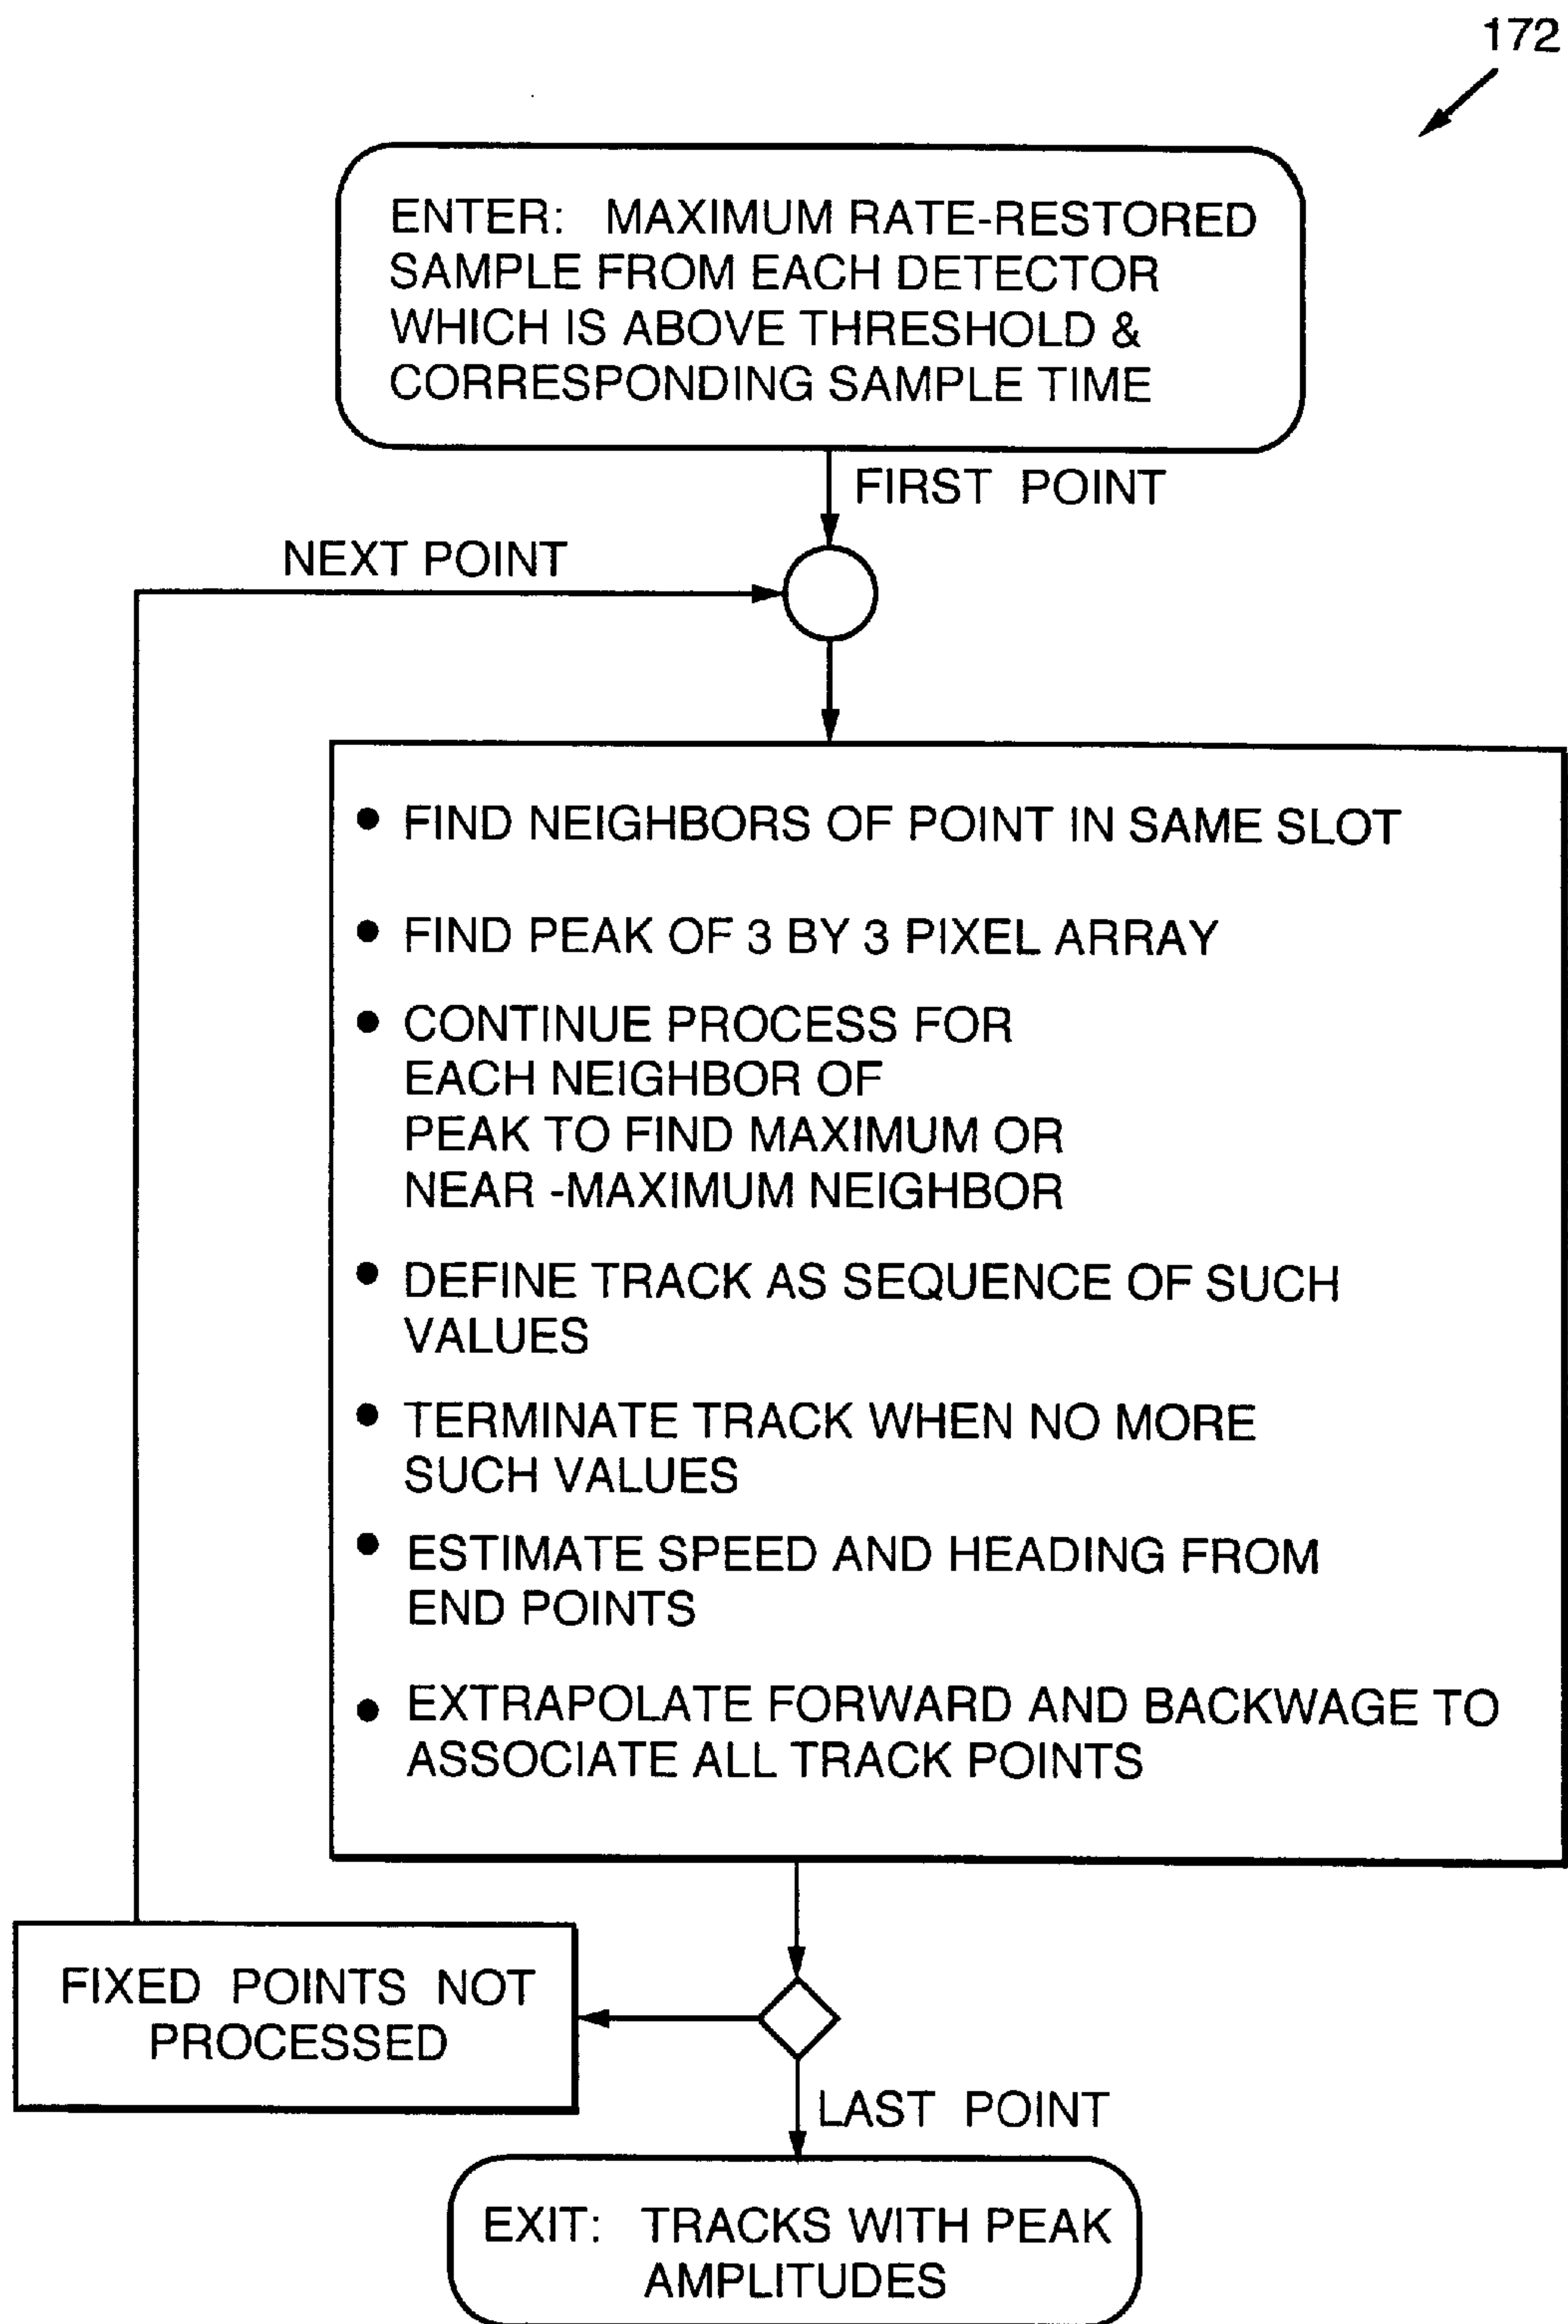 172
ENTER: MAXIMUM RATE-RESTORED
SAMPLE FROM EACH DETECTOR
WHICH IS ABOVE THRESHOLD &
CORRESPONDING SAMPLE TIME
FIRST POINT
NEXT POINT
• FIND NEIGHBORS OF POINT IN SAME SLOT
• FIND PEAK OF 3 BY 3 PIXEL ARRAY
• CONTINUE PROCESS FOR
EACH NEIGHBOR OF
PEAK TO FIND MAXIMUM OR
NEAR -MAXIMUM NEIGHBOR
• DEFINE TRACK AS SEQUENCE OF SUCH
VALUES
• TERMINATE TRACK WHEN NO MORE
SUCH VALUES
• ESTIMATE SPEED AND HEADING FROM
END POINTS
• EXTRAPOLATE FORWARD AND BACKWAGE TO
ASSOCIATE ALL TRACK POINTS
FIXED POINTS NOT
PROCESSED
LAST POINT
EXIT: TRACKS WITH PEAK
AMPLITUDES